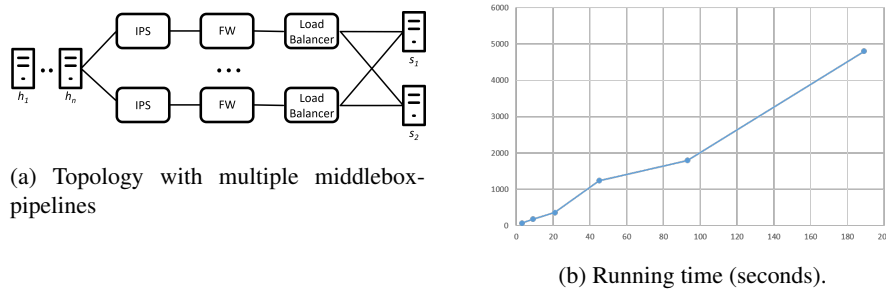 IPS
FW
Load
Balancer
h1
hn
...
s1
IPS
FW
Load
Balancer
s2
(a) Topology with multiple middlebox-
pipelines
6000
5000
4000
3000
2000
1000
0
0 20 40 60 80 100 120 140 160 180 200
(b) Running time (seconds).